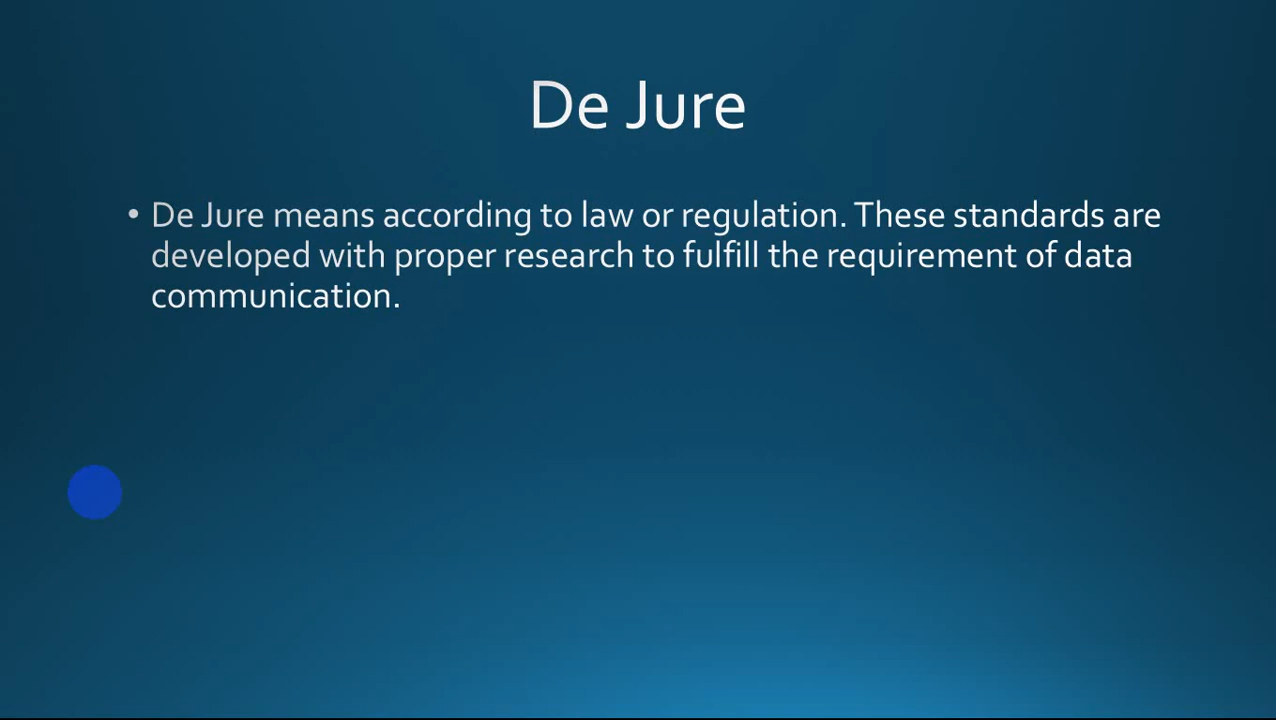 De Jure
• De Jure means according to law or regulation. These standards are
developed with proper research to fulfill the requirement of data
communication.